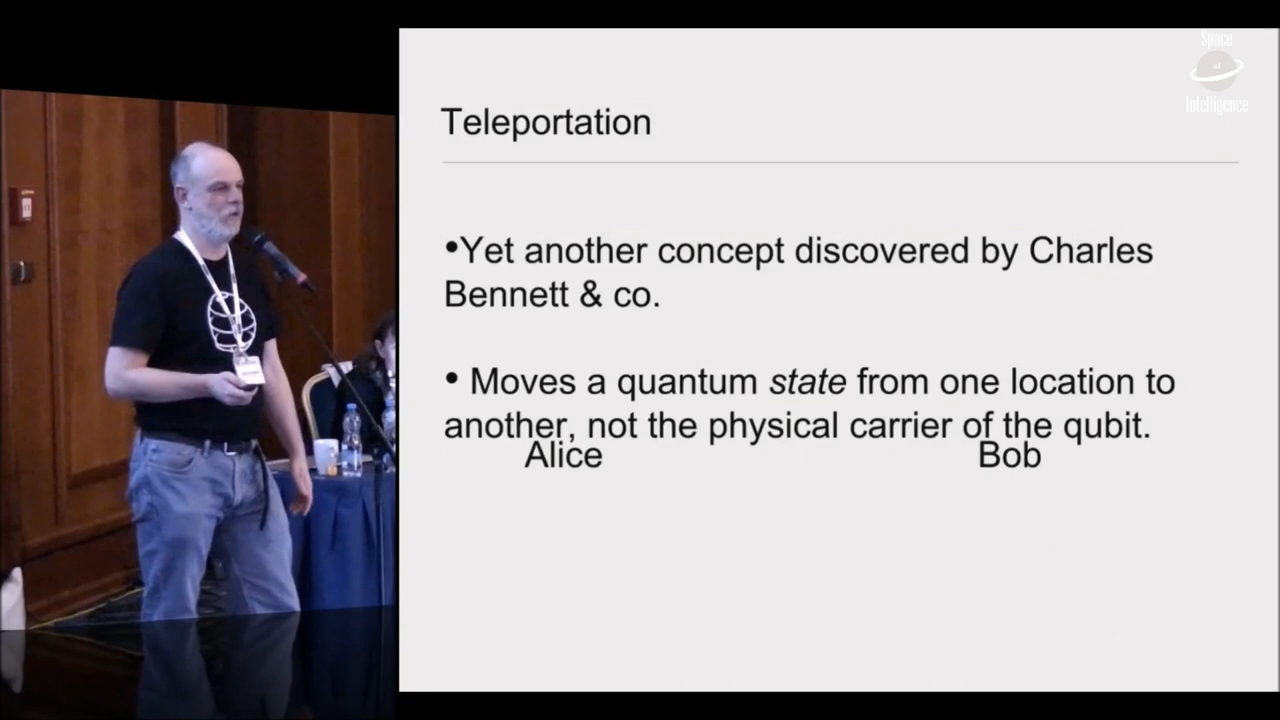 Space
of
Intelligence
Teleportation
•Yet another concept discovered by Charles
Bennett & co.
• Moves a quantum state from one location to
another, not the physical carrier of the qubit.
Alice Bob